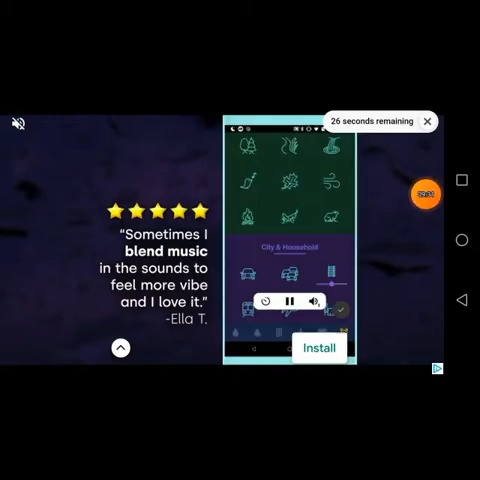 26 seconds remaining
“Sometimes I
blend music
in the sounds to
feel more vibe
and I love it.”
-Ella T.
City & Household
Install